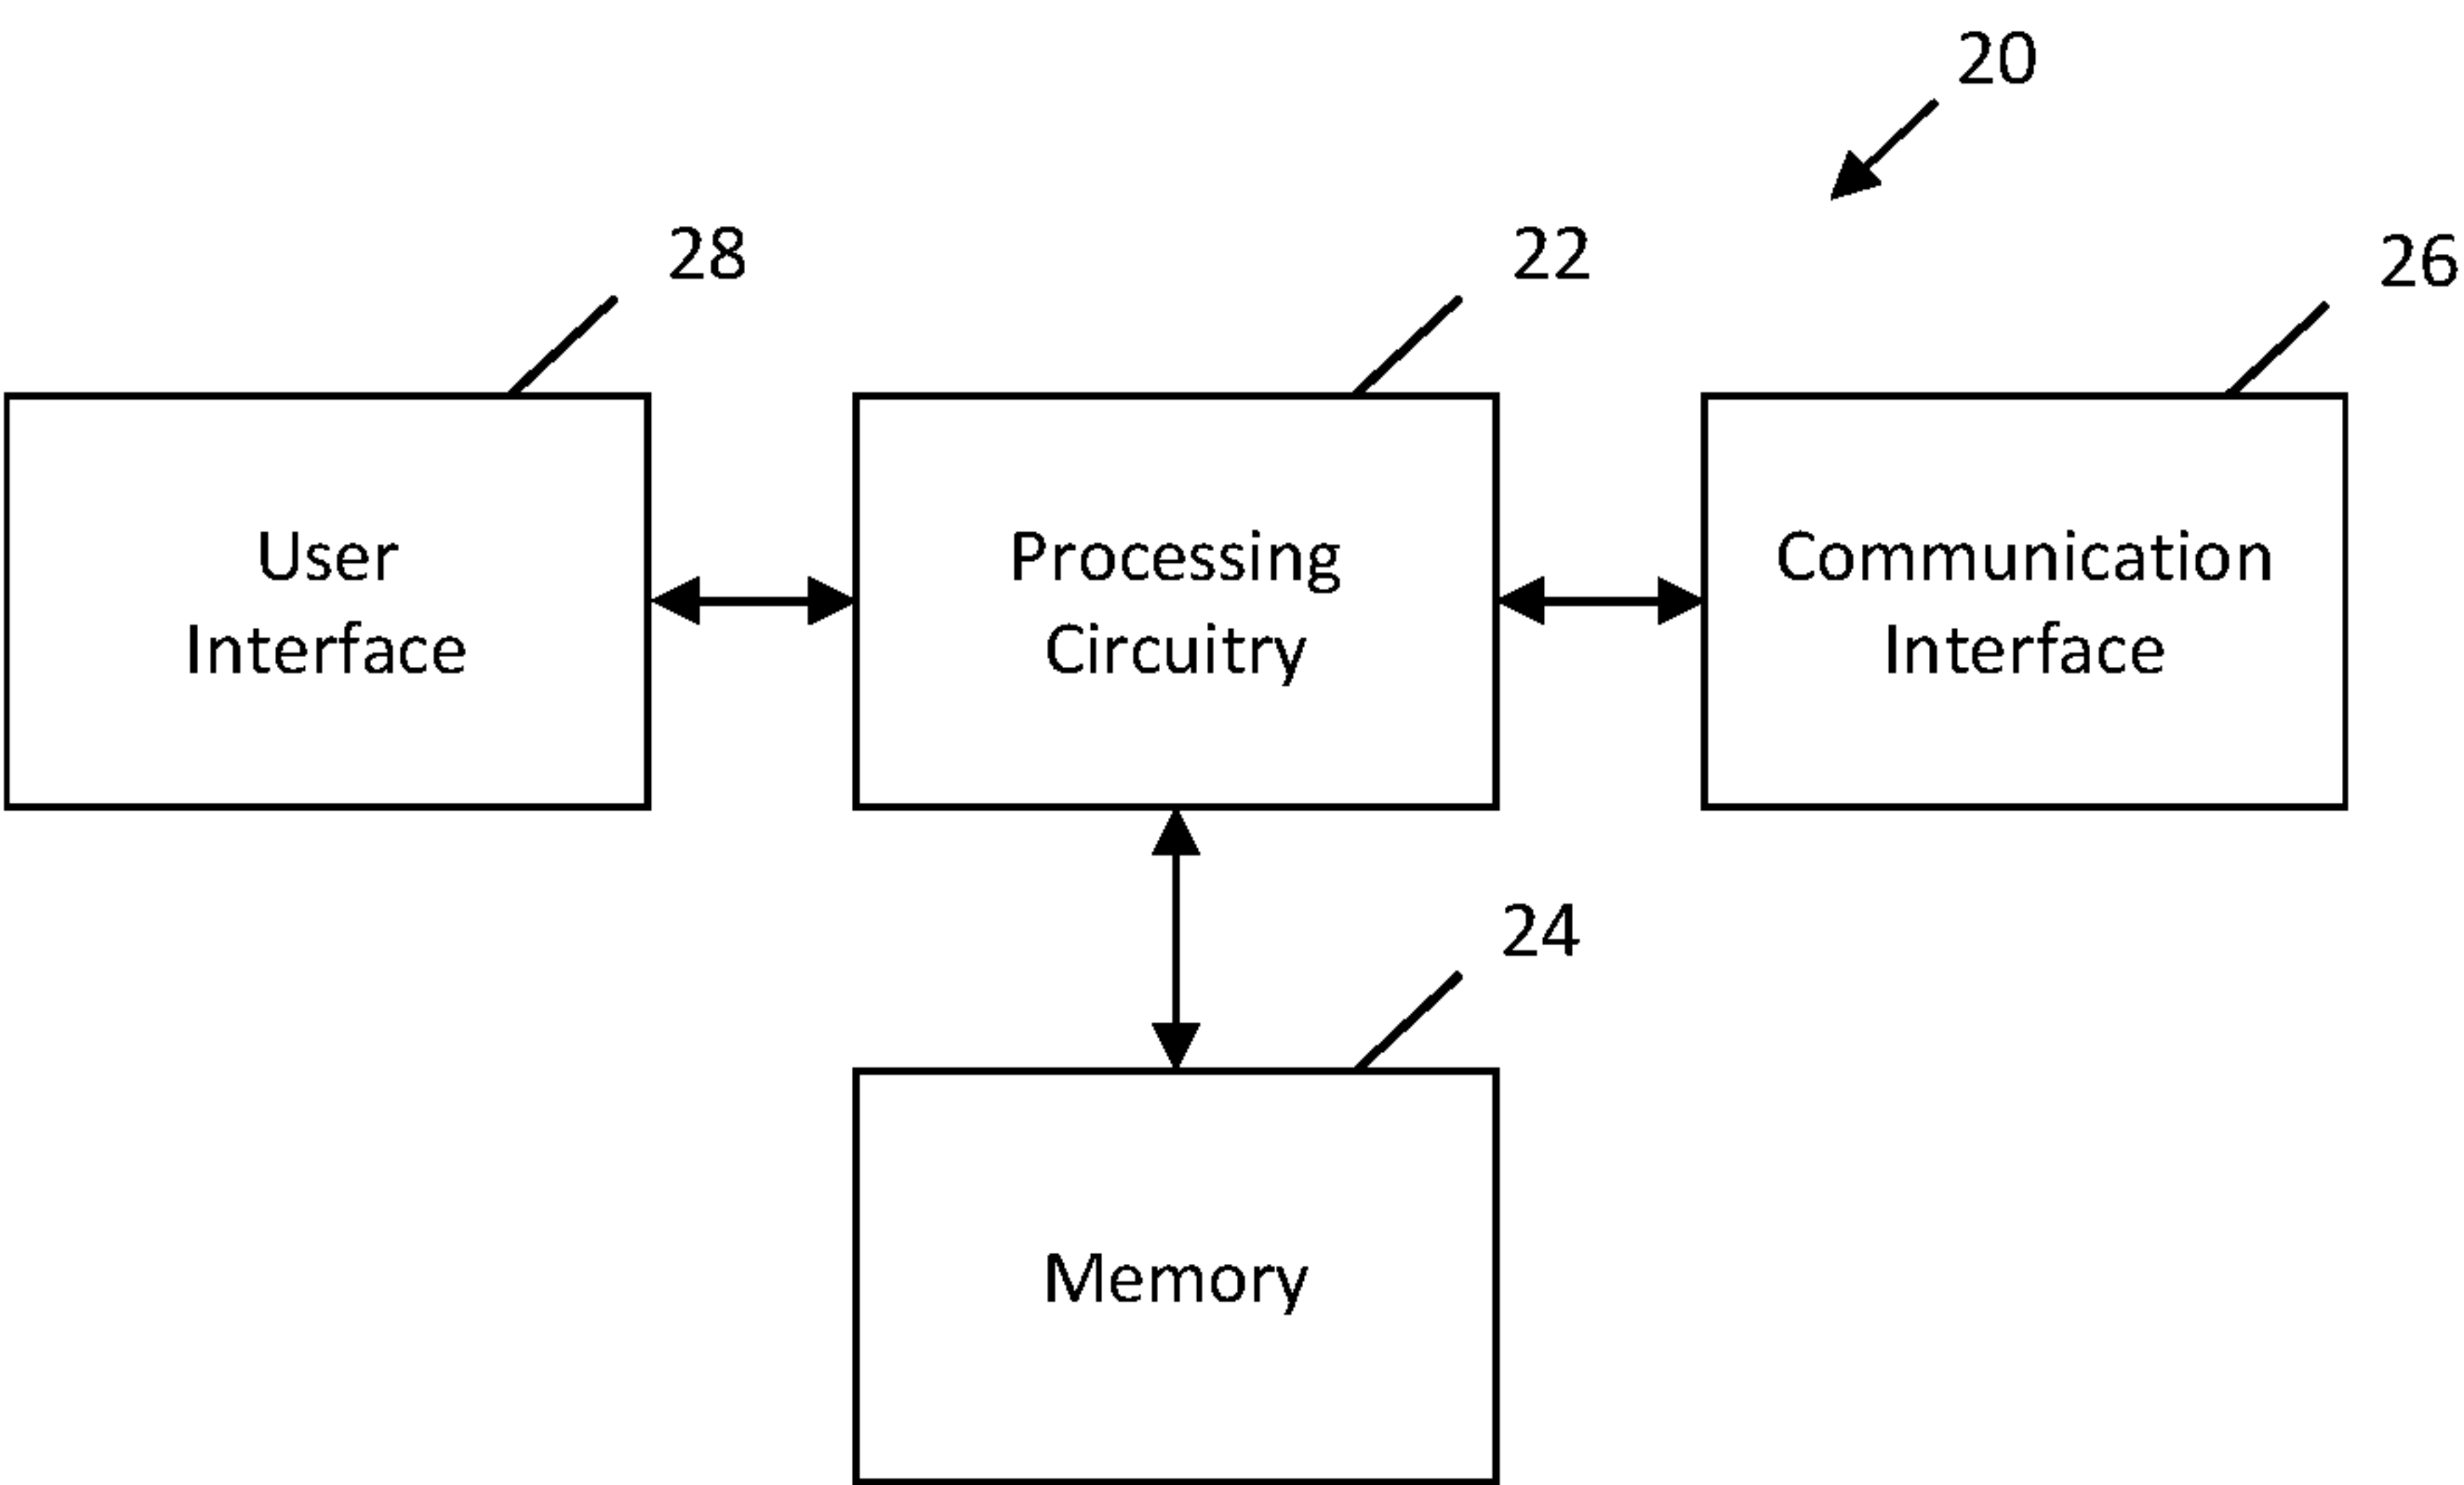 20
28
22
26
User
Interface
Processing
Circuitry
Communication
Interface
24
Memory